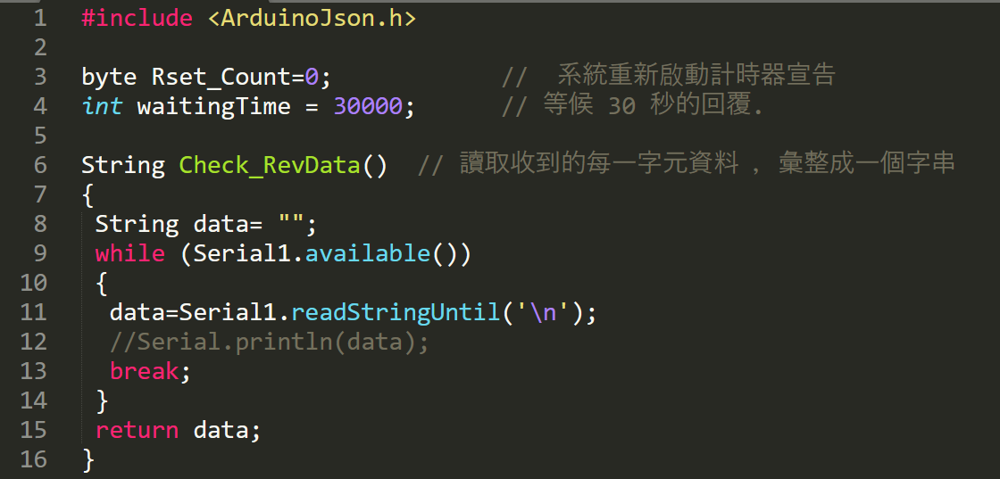 1 #include <ArduinoJson.h>
2
3 byte Rset_Count=0; // 系統重新啟動計時器宣告
4 int waitingTime = 30000; // 等候 30 秒的回覆.
5
6 String Check_RevData() // 讀取收到的每一字元資料 , 彙整成一個字串
7 {
8 String data= "";
9 while (Serial1.available())
10 {
11 data=Serial1.readStringUntil('\n');
12 //Serial.println(data);
13 break;
14 }
15 return data;
16 }